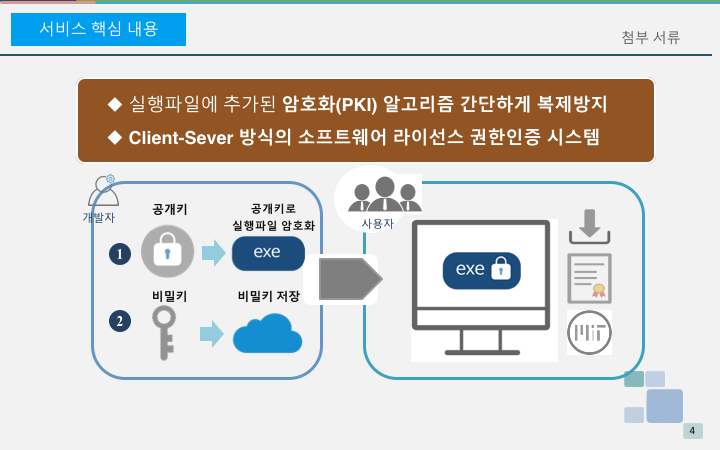 서비스 핵심 내용
첨부 서류
◆ 실행파일에 추가된 암호화(PKI) 알고리즘 간단하게 복제방지
◆ Client-Sever 방식의 소프트웨어 라이선스 권한인증 시스템
개발자
사용자
공개키
공개키로
실행파일 암호화
1
exe
exe
비밀키
비밀키 저장
2
MIT
4